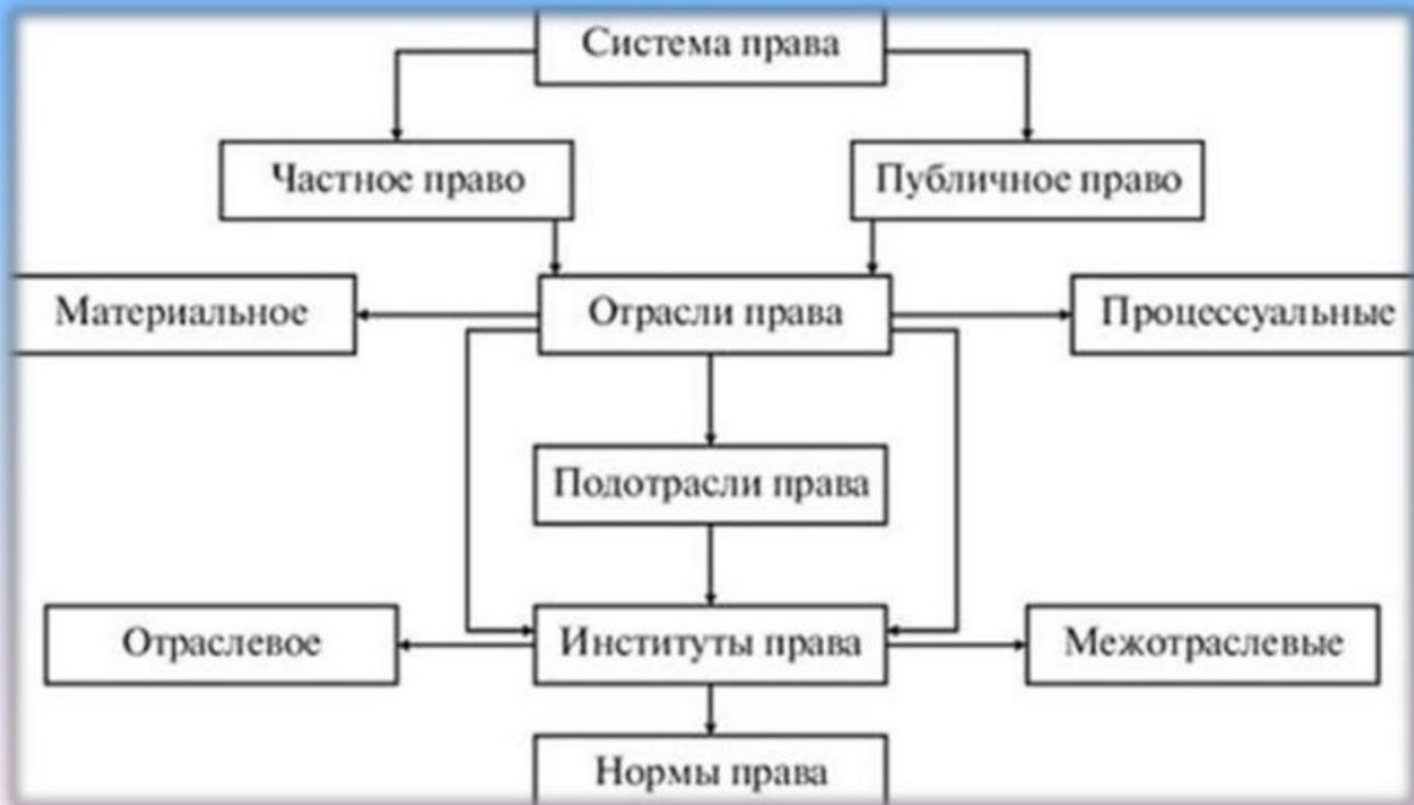 Система права
Частное право
Публичное право
Материальное
Отрасли права
Процессуальные
Подотрасли права
Отраслевое
Институты права
Межотраслевые
Нормы права